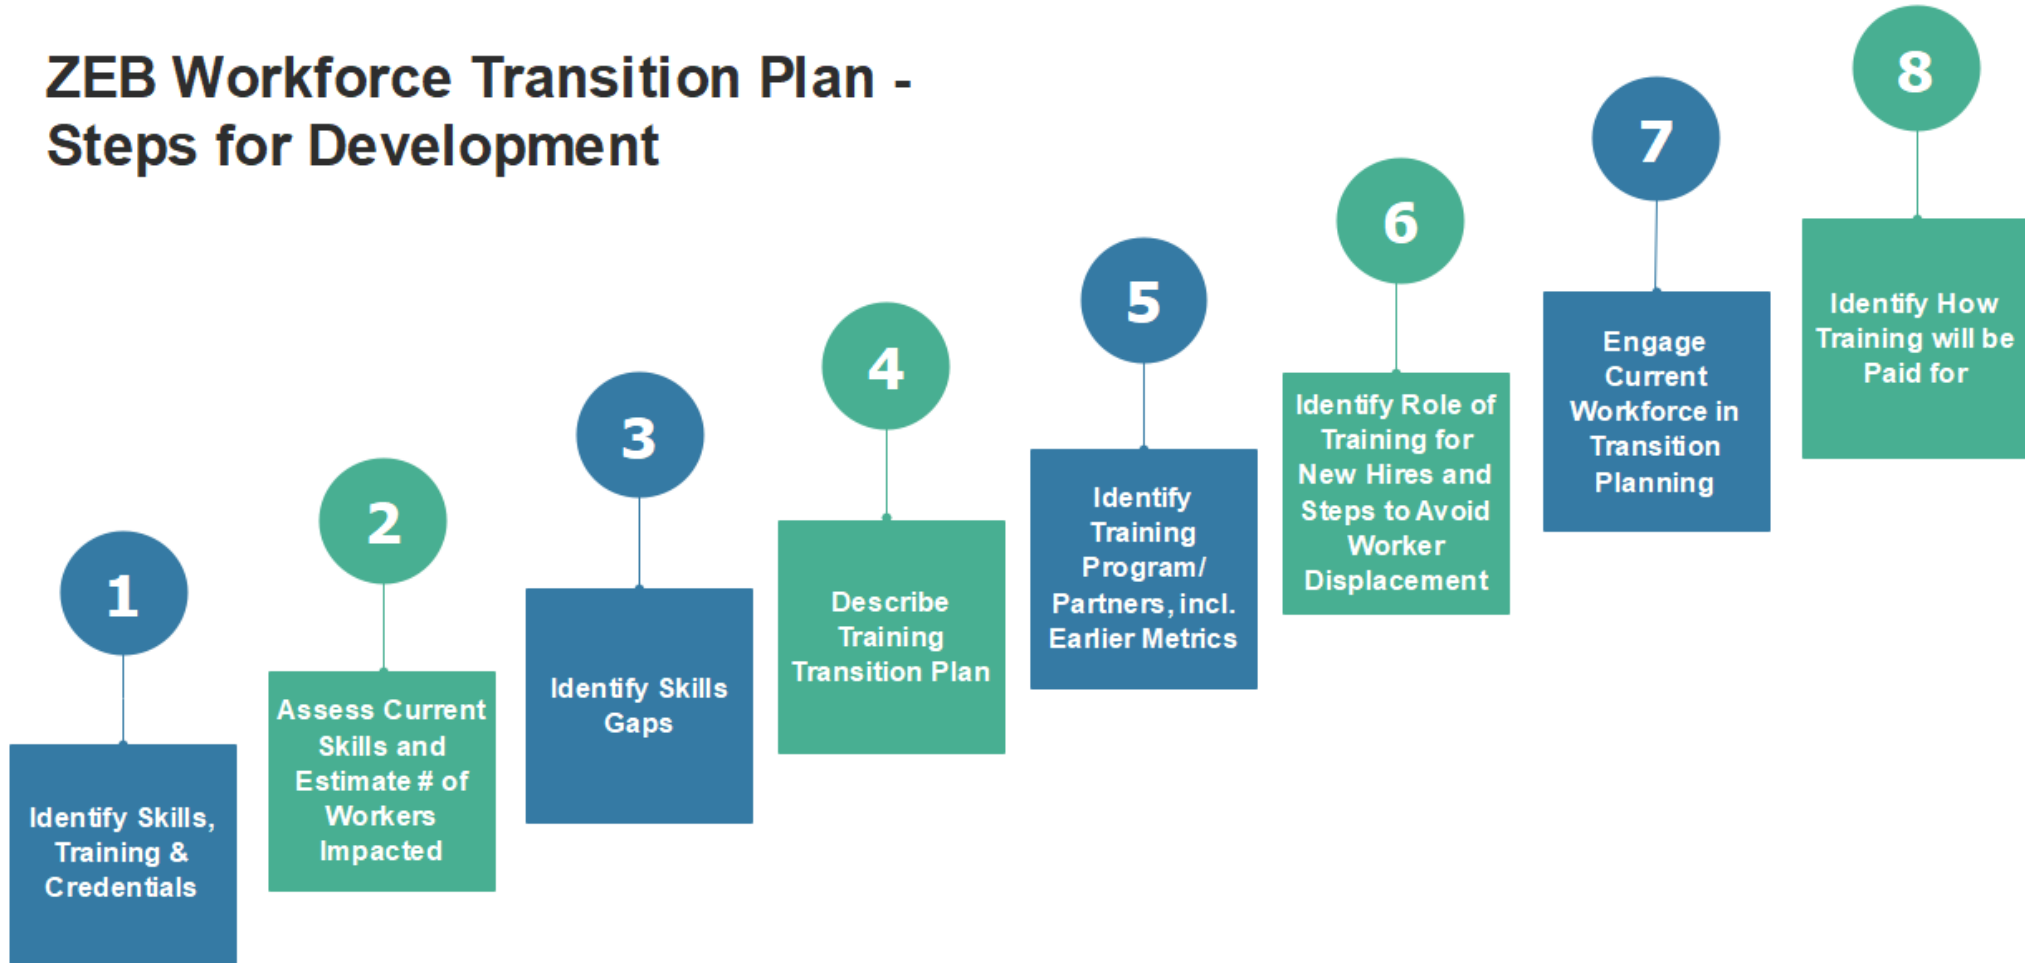 ZEB Workforce Transition Plan -
Steps for Development
1
Identify Skills,
Training &
Credentials
2
Assess Current
Skills and
Estimate # of
Workers
Impacted
3
Identify Skills
Gaps
4
Describe
Training
Transition Plan
5
Identify
Training
Program/
Partners, incl.
Earlier Metrics
6
Identify Role of
Training for
New Hires and
Steps to Avoid
Worker
Displacement
7
Engage
Current
Workforce in
Transition
Planning
8
Identify How
Training will be
Paid for